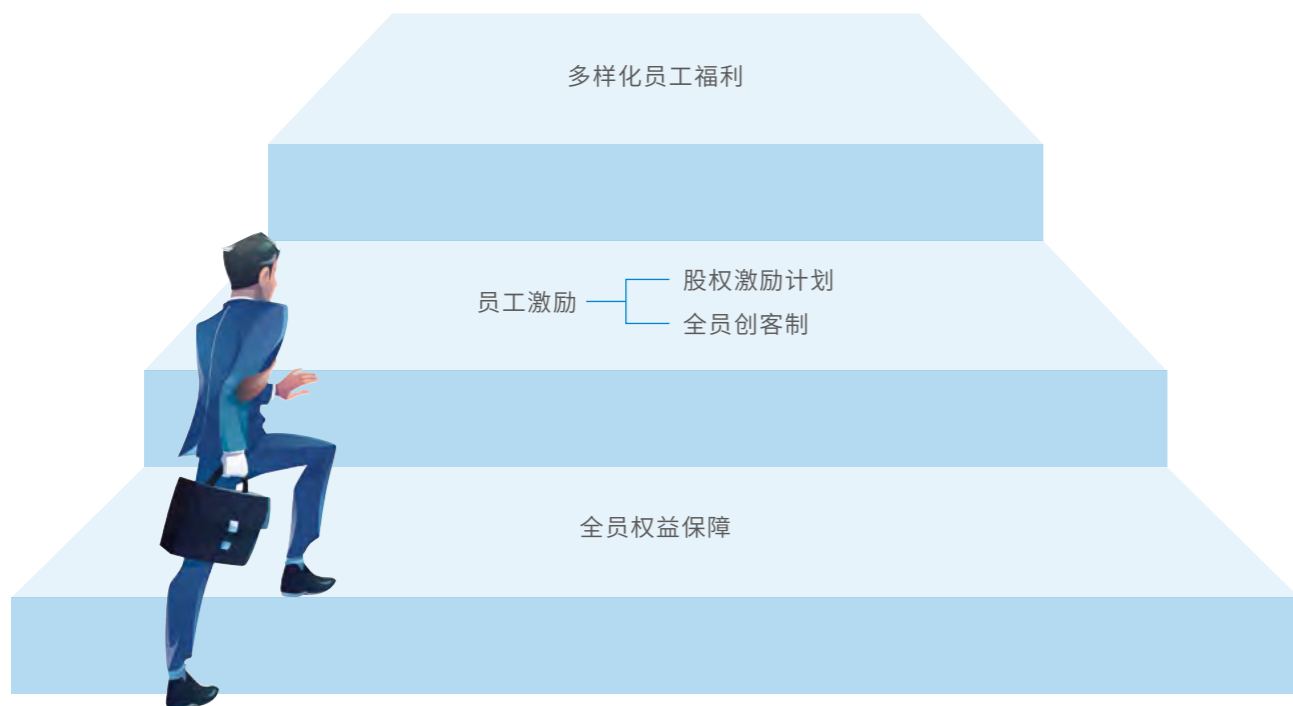 多样化员工福利
员工激励
股权激励计划
全员创客制
全员权益保障